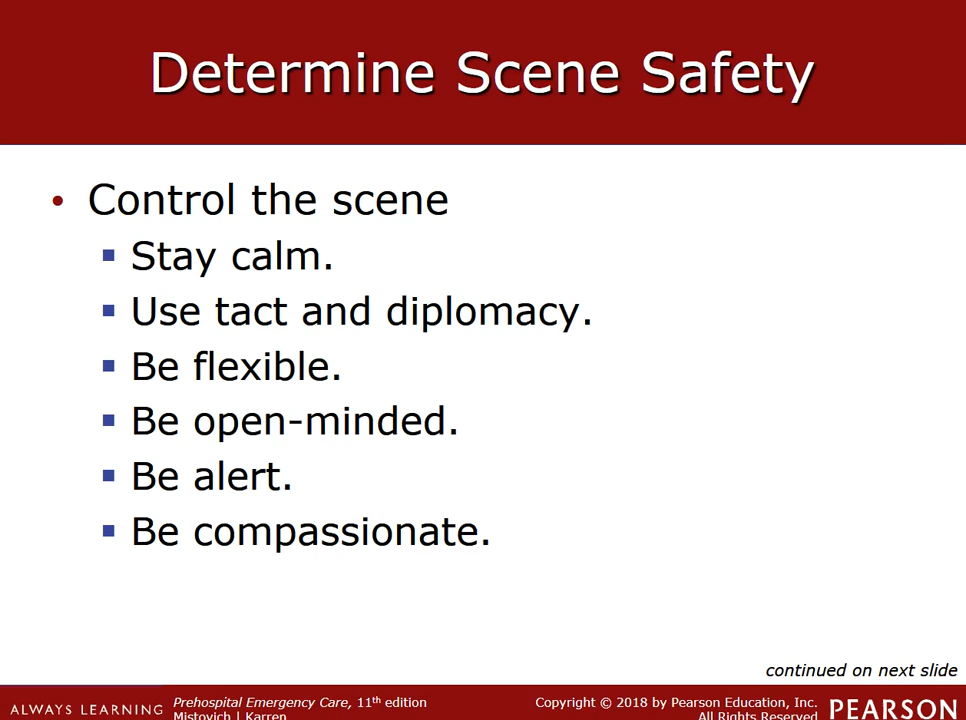 Determine Scene Safety
• Control the scene
▪ Stay calm.
▪ Use tact and diplomacy.
▪ Be flexible.
▪ Be open-minded.
▪ Be alert.
▪ Be compassionate.
continued on next slide
ALWAYS LEARNING
Prehospital Emergency Care, 11th edition
Mistovich | Karren
Copyright © 2018 by Pearson Education, Inc.
All Rights Reserved
PEARSON